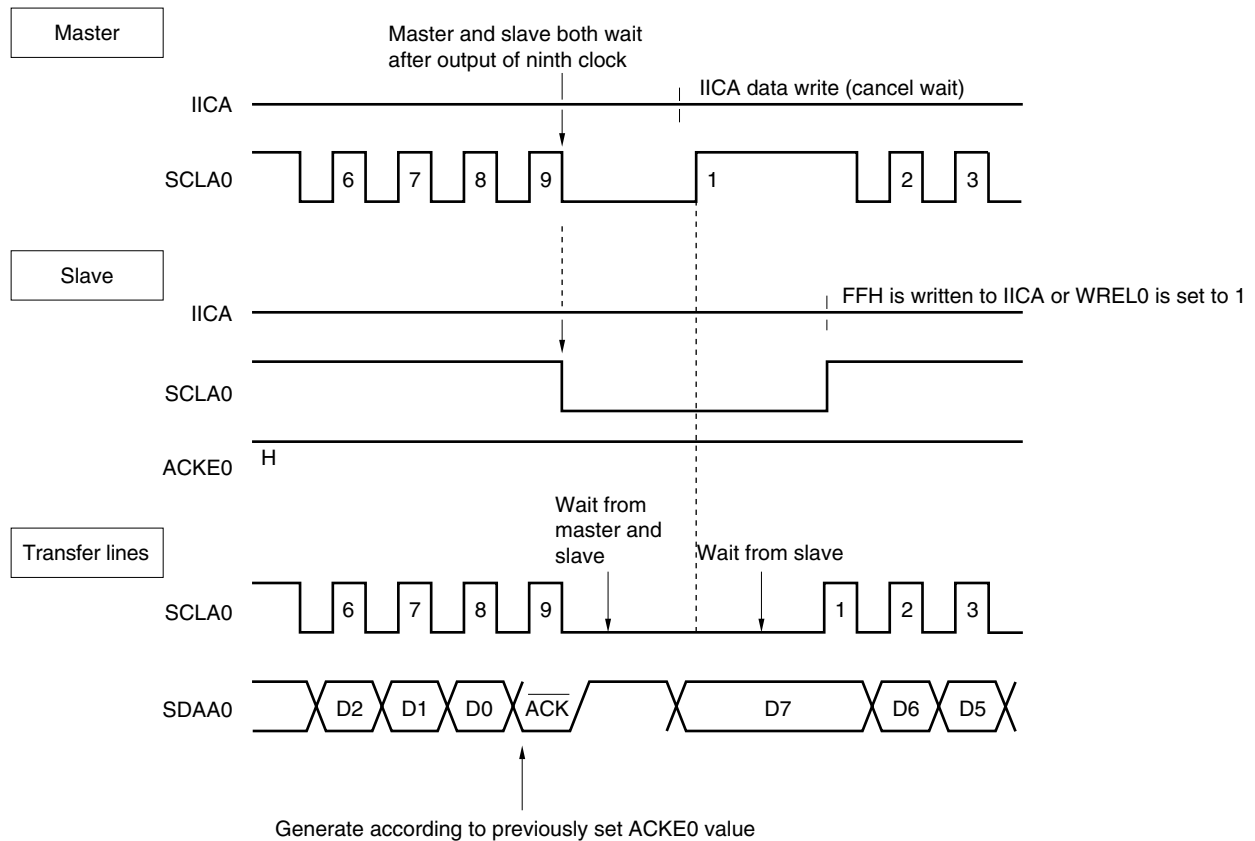 Master
Master and slave both wait
after output of ninth clock
IICA
IICA data write (cancel wait)
SCLA0
6 7 8 9 1 2 3
Slave
IICA
FFH is written to IICA or WREL0 is set to 1
SCLA0
ACKE0
H
Transfer lines
Wait from
master and
slave
Wait from slave
SCLA0
6 7 8 9 1 2 3
SDAA0
D2 D1 D0 ACK D7 D6 D5
Generate according to previously set ACKE0 value